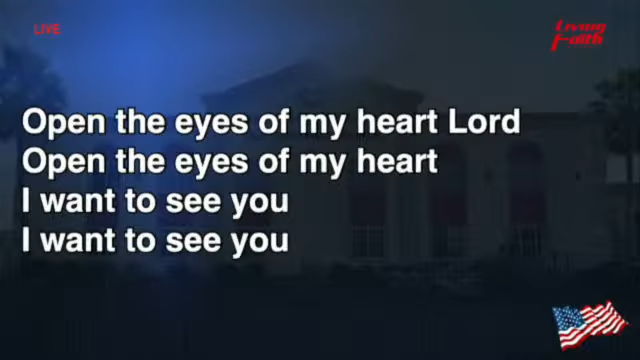 LIVE
Living
Faith
Open the eyes of my heart Lord
Open the eyes of my heart
I want to see you
I want to see you